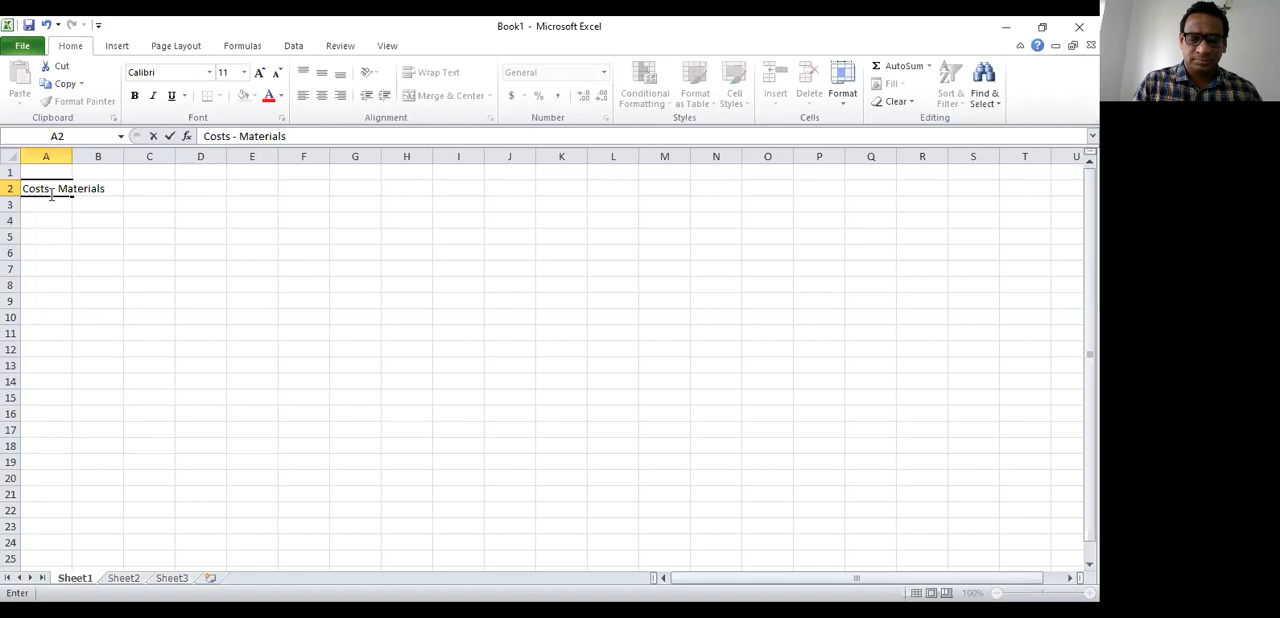 Book1 - Microsoft Excel
File Home Insert Page Layout Formulas Data Review View
Cut
Copy
Format Painter
Paste
Clipboard
Calibri 11
B I U
Font
Wrap Text
Merge & Center
Alignment
General
% ,
Number
Conditional Formatting
Format as Table
Cell Styles
Styles
Insert Delete Format
Cells
AutoSum
Fill
Clear
Sort & Filter
Find & Select
Editing
A2 fx Costs - Materials
A B C D E F G H I J K L M N O P Q R S T U
1
2 Costs - Materials
3
4
5
6
7
8
9
10
11
12
13
14
15
16
17
18
19
20
21
22
23
24
25
Sheet1 Sheet2 Sheet3
Enter 100%